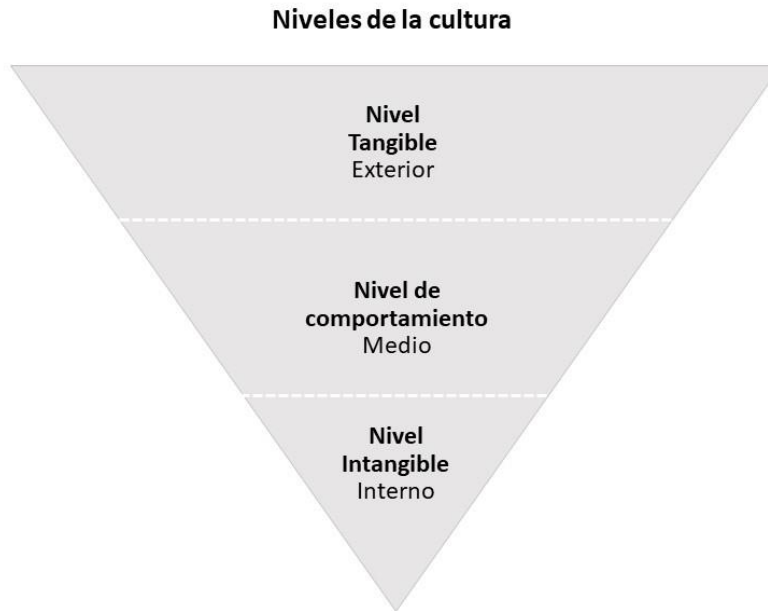 Niveles de la cultura
Nivel
Tangible
Exterior
Nivel de
comportamiento
Medio
Nivel
Intangible
Interno